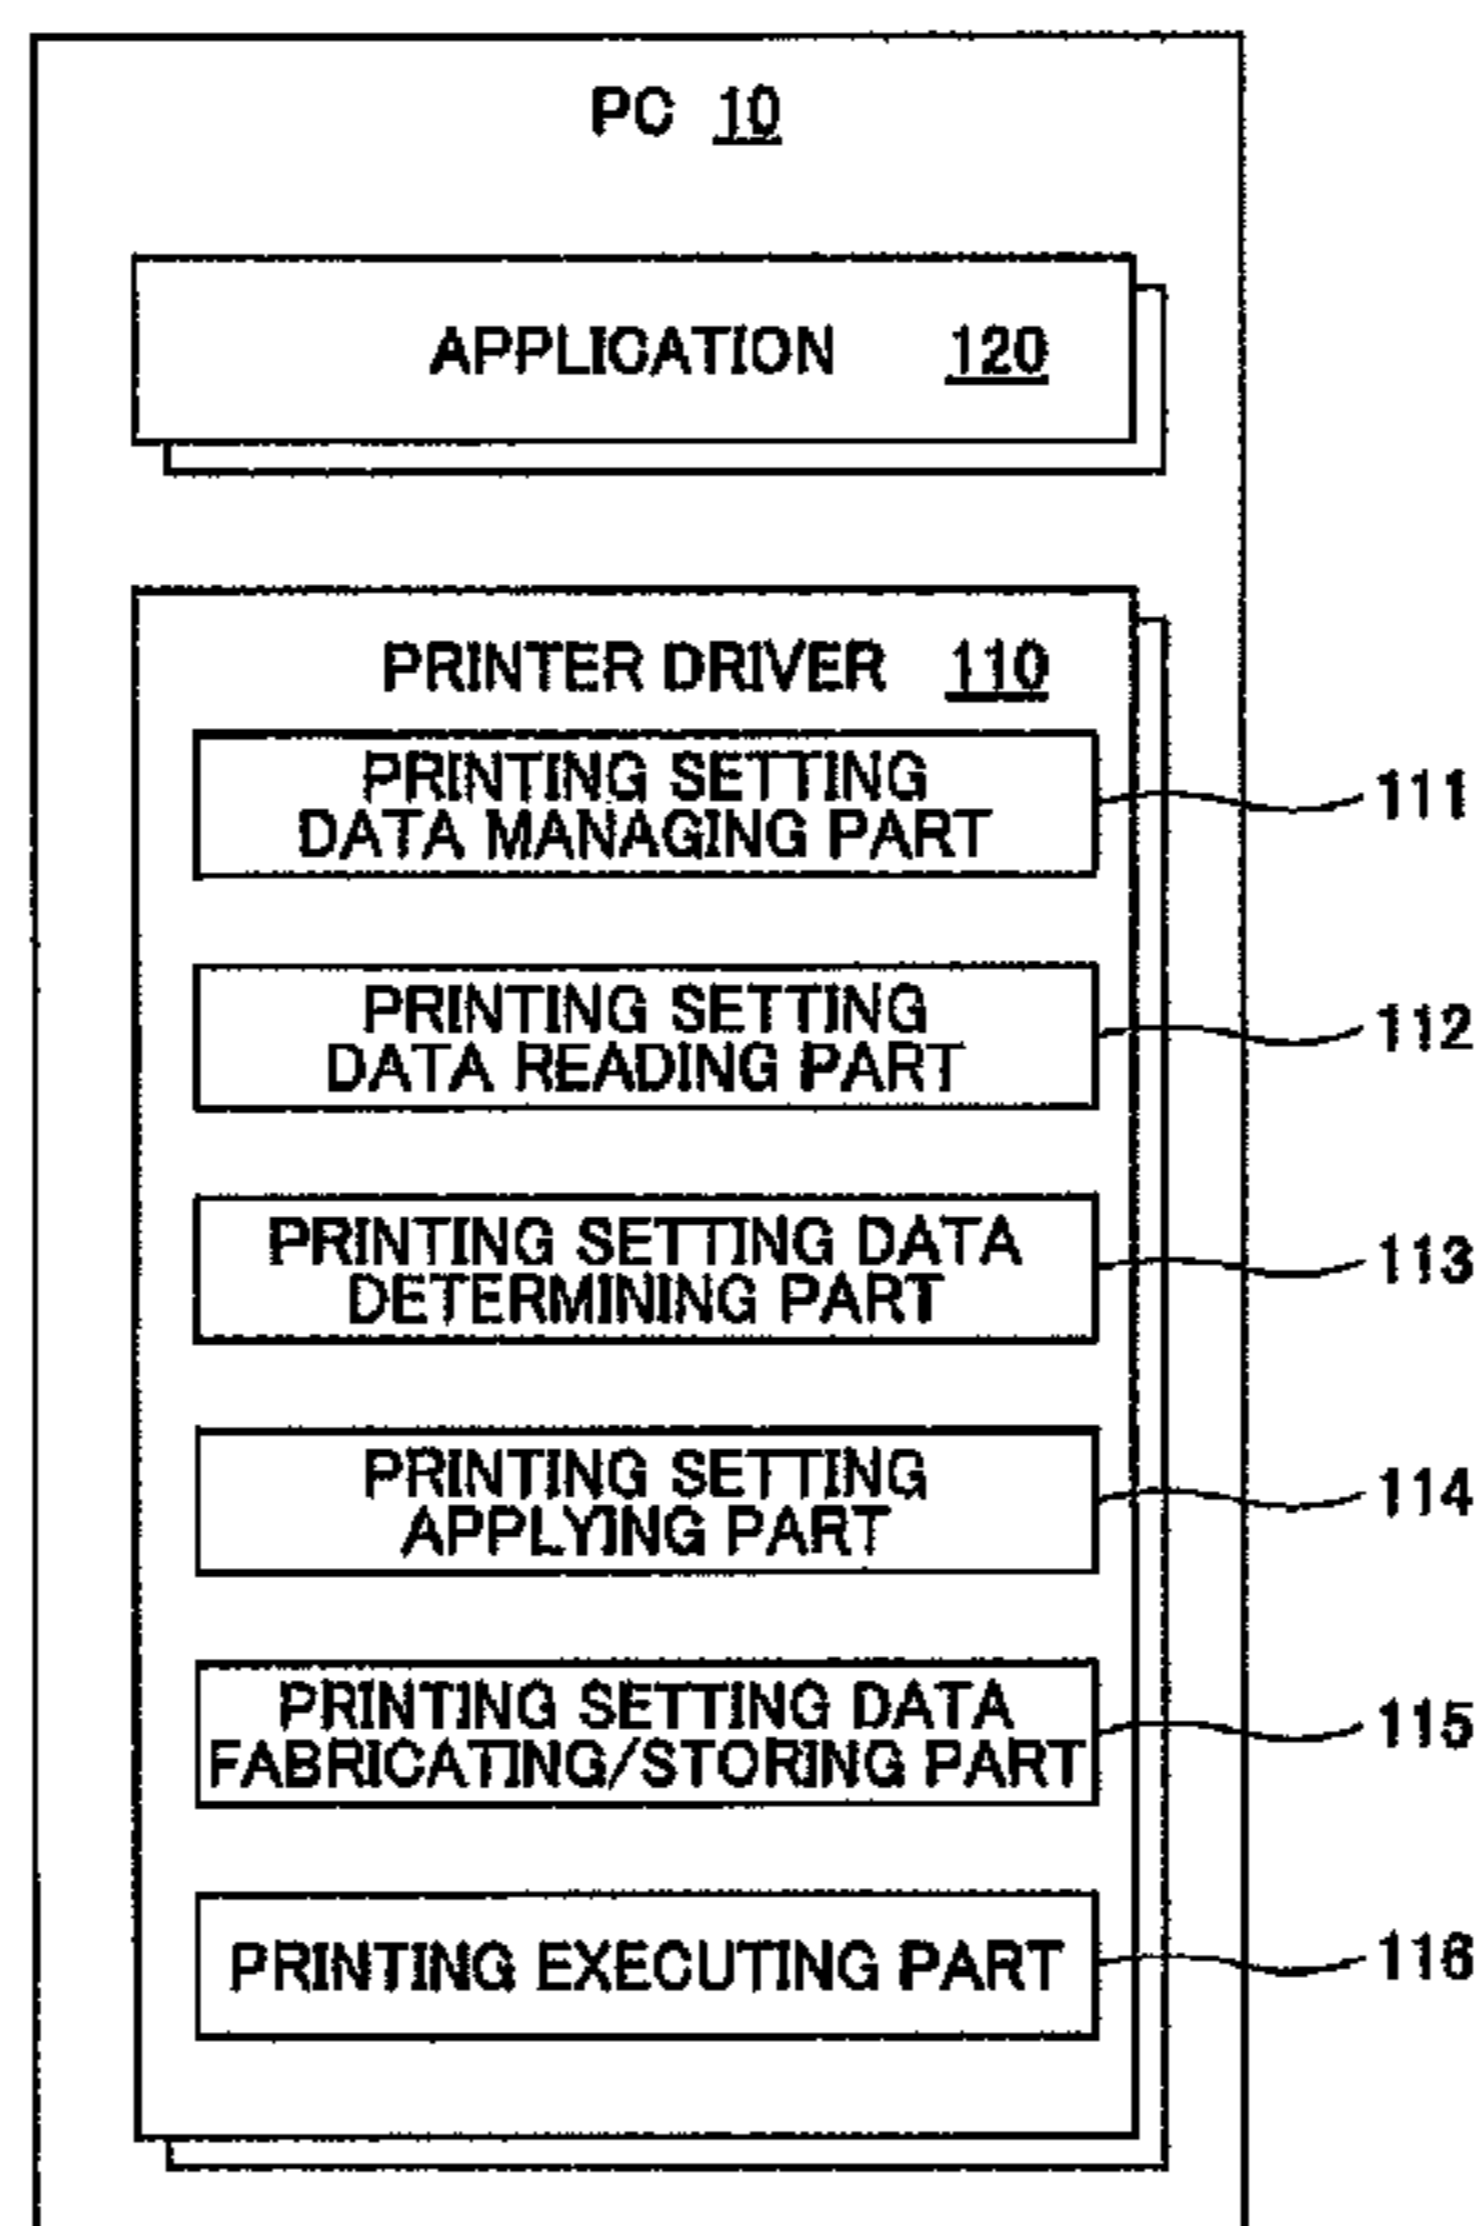 PC 10
APPLICATION 120
PRINTER DRIVER 110
PRINTING SETTING
DATA MANAGING PART
111
PRINTING SETTING
DATA READING PART
112
PRINTING SETTING DATA
DETERMINING PART
113
PRINTING SETTING
APPLYING PART
114
PRINTING SETTING DATA
FABRICATING/STORING PART
115
PRINTING EXECUTING PART
116